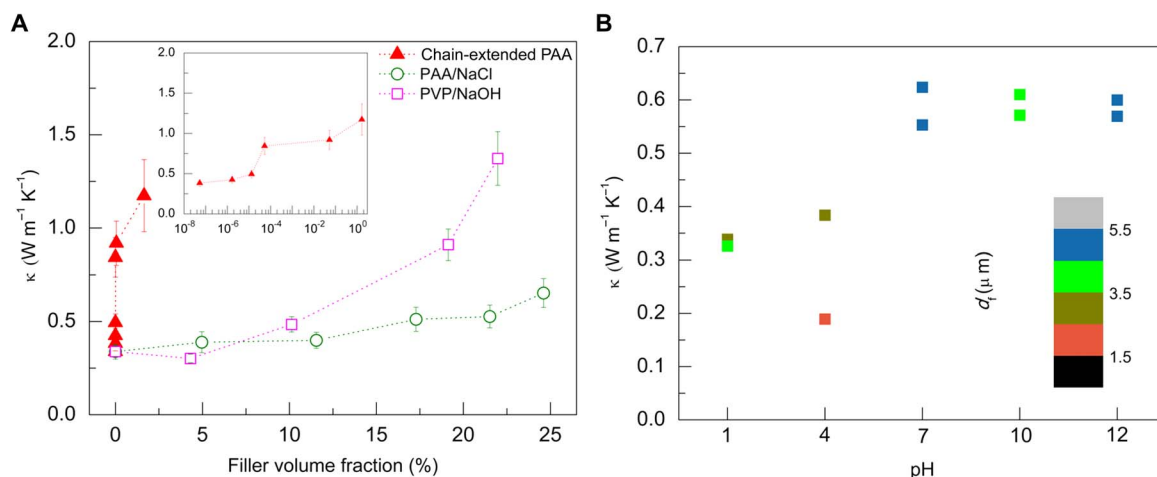 A
κ (W m⁻¹ K⁻¹)
2.0
1.5
1.0
0.5
0.0
0 5 10 15 20 25
Filler volume fraction (%)
2.0
1.5
1.0
0.5
0.0
10⁻⁸ 10⁻⁶ 10⁻⁴ 10⁻² 10⁰
Chain-extended PAA
PAA/NaCl
PVP/NaOH
B
κ (W m⁻¹ K⁻¹)
0.7
0.6
0.5
0.4
0.3
0.2
0.1
0.0
1 4 7 10 12
pH
d_f (μ m)
5.5
3.5
1.5